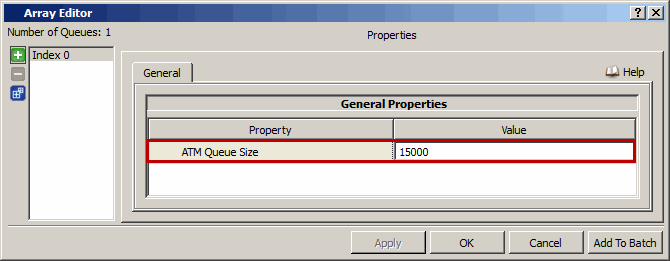 Array Editor
Number of Queues: 1
Index 0
Properties
General
Help
General Properties
Property Value
ATM Queue Size 15000
Apply OK Cancel Add To Batch